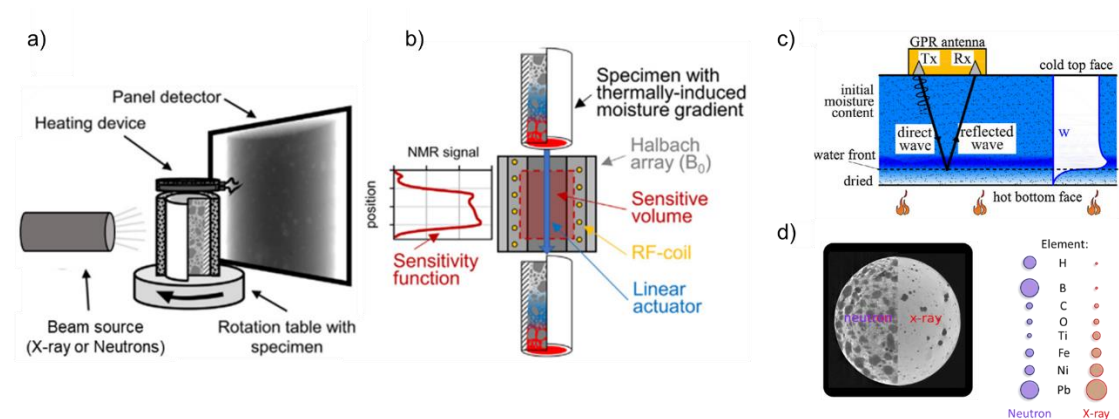 a)
Panel detector
Heating device
Beam source
(X-ray or Neutrons)
Rotation table with
specimen
b)
Specimen with
thermally-induced
moisture gradient
NMR signal
position
Halbach
array (B₀)
Sensitive
volume
RF-coil
Sensitivity
function
Linear
actuator
c)
GPR antenna
Tx
Rx
cold top face
initial
moisture
content
direct
wave
reflected
wave
w
water front
dried
hot bottom face
d)
neutron
x-ray
Element:
H
B
C
O
Ti
Fe
Ni
Pb
Neutron
X-ray